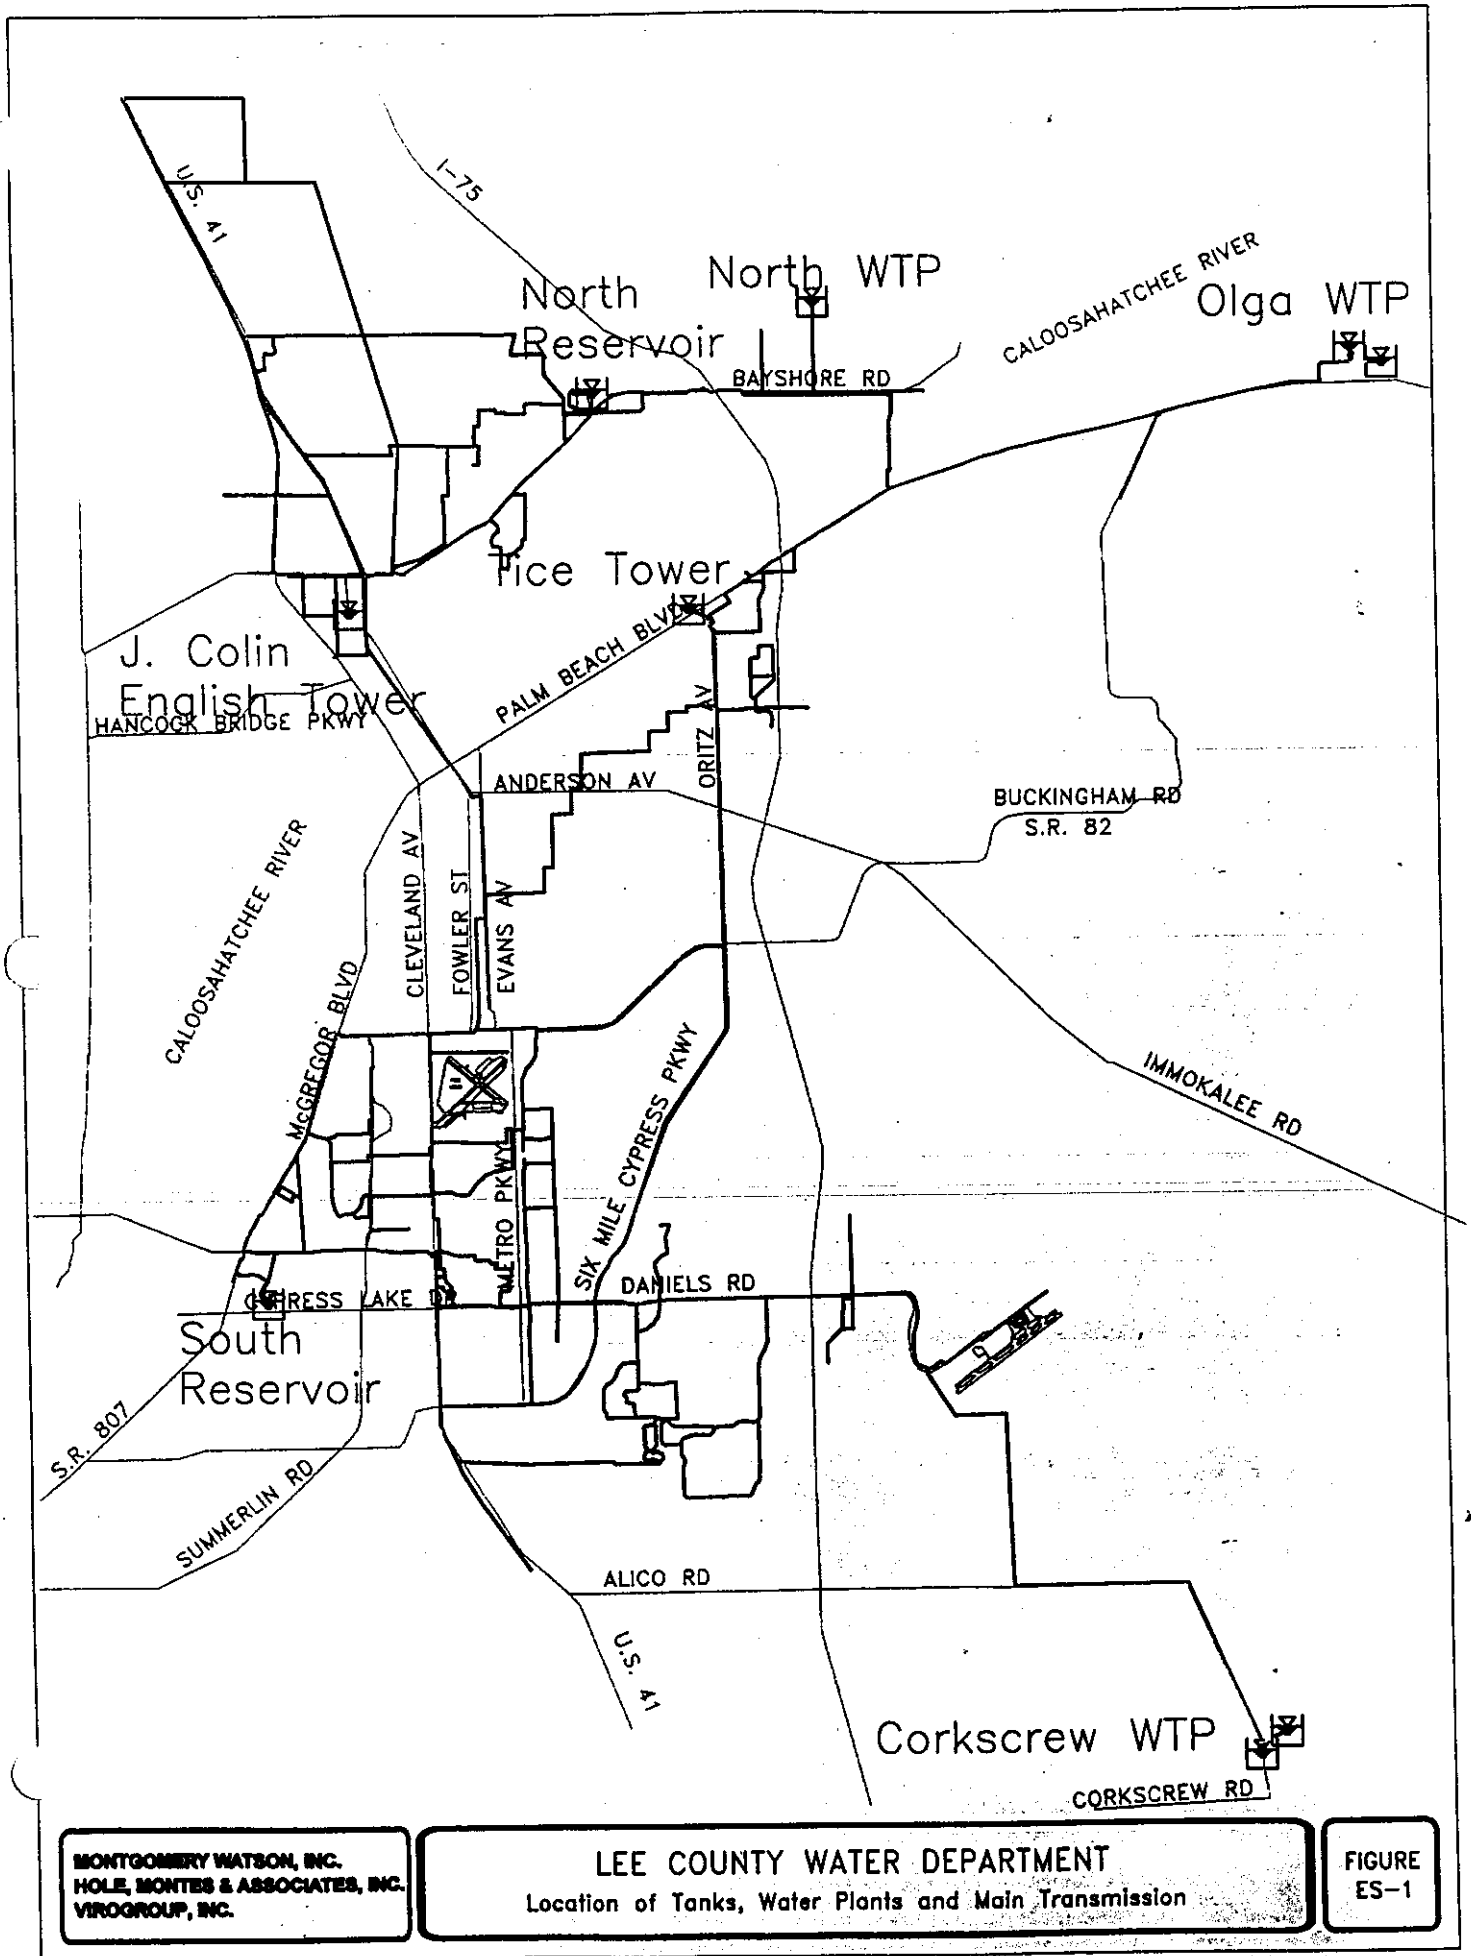 U.S. 41
I-75
North WTP
CALOOSAHATCHEE RIVER
North
Reservoir
Olga WTP
BAYSHORE RD
Tice Tower
PALM BEACH BLVD
J. Colin
English Tower
HANCOCK BRIDGE PKWY
ORITZ AV
ANDERSON AV
BUCKINGHAM RD
S.R. 82
CALOOSAHATCHEE RIVER
CLEVELAND AV
FOWLER ST
EVANS AV
McGREGOR BLVD
IMMOKALEE RD
METRO PKWY
SIX MILE CYPRESS PKWY
DANIELS RD
CYPRESS LAKE DR
South
Reservoir
S.R. 807
SUMMERLIN RD
ALICO RD
U.S. 41
Corkscrew WTP
CORKSCREW RD
MONTGOMERY WATSON, INC.
HOLE, MONTES & ASSOCIATES, INC.
VIROGROUP, INC.
LEE COUNTY WATER DEPARTMENT
Location of Tanks, Water Plants and Main Transmission
FIGURE
ES-1